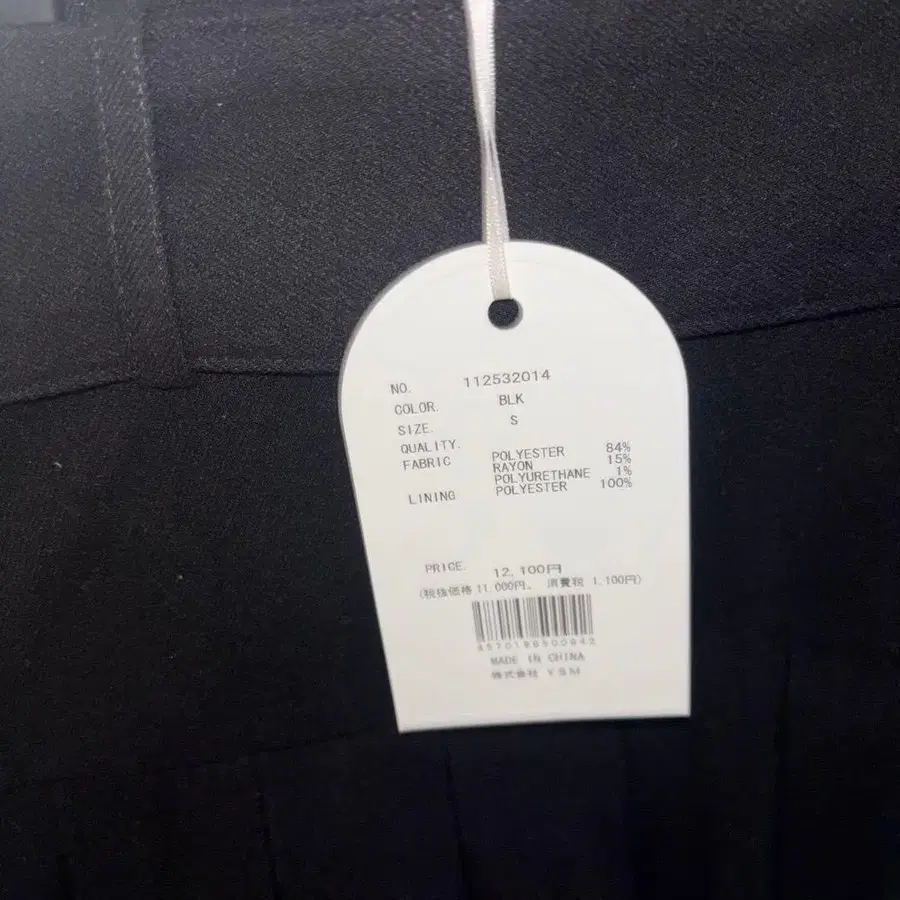 NO. 112532014
COLOR. BLK
SIZE. S
QUALITY.
FABRIC POLYESTER 84%
RAYON 15%
POLYURETHANE 1%
LINING POLYESTER 100%
PRICE. 12,100円
(税抜価格 11,000円、 消費税 1,100円)
MADE IN CHINA
株式会社 YSM